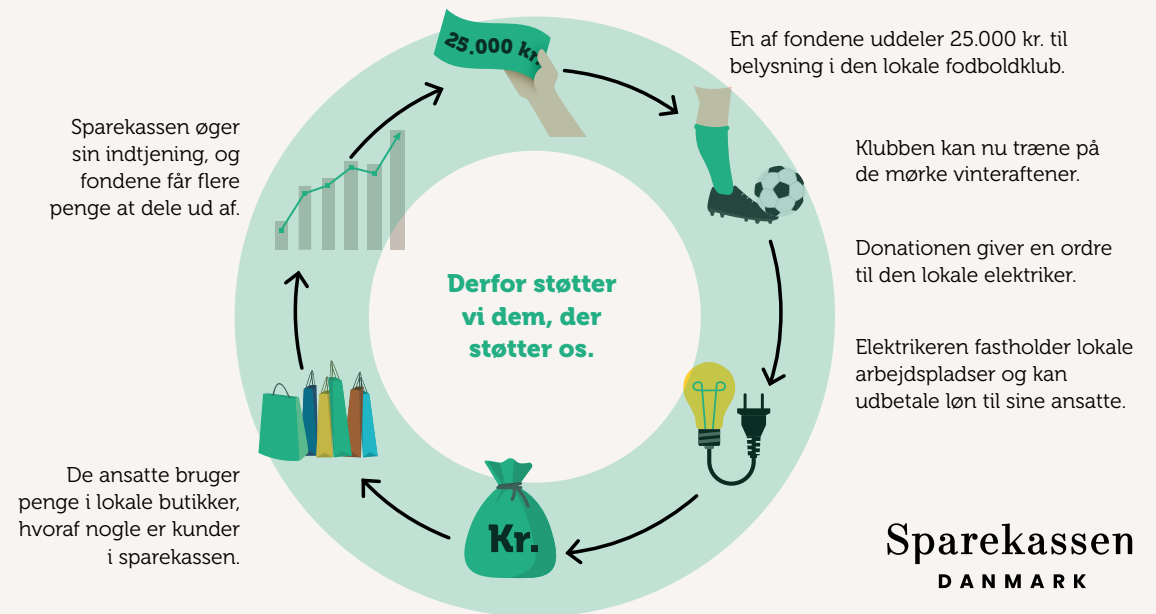 25.000 kr.
En af fondene uddeler 25.000 kr. til
belysning i den lokale fodboldklub.
Klubben kan nu træne på
de mørke vinteraftener.
Donationen giver en ordre
til den lokale elektriker.
Elektrikeren fastholder lokale
arbejdspladser og kan
udbetale løn til sine ansatte.
Kr.
De ansatte bruger
penge i lokale butikker,
hvoraf nogle er kunder
i sparekassen.
Sparekassen øger
sin indtjening, og
fondene får flere
penge at dele ud af.
Derfor støtter
vi dem, der
støtter os.
Sparekassen
DANMARK